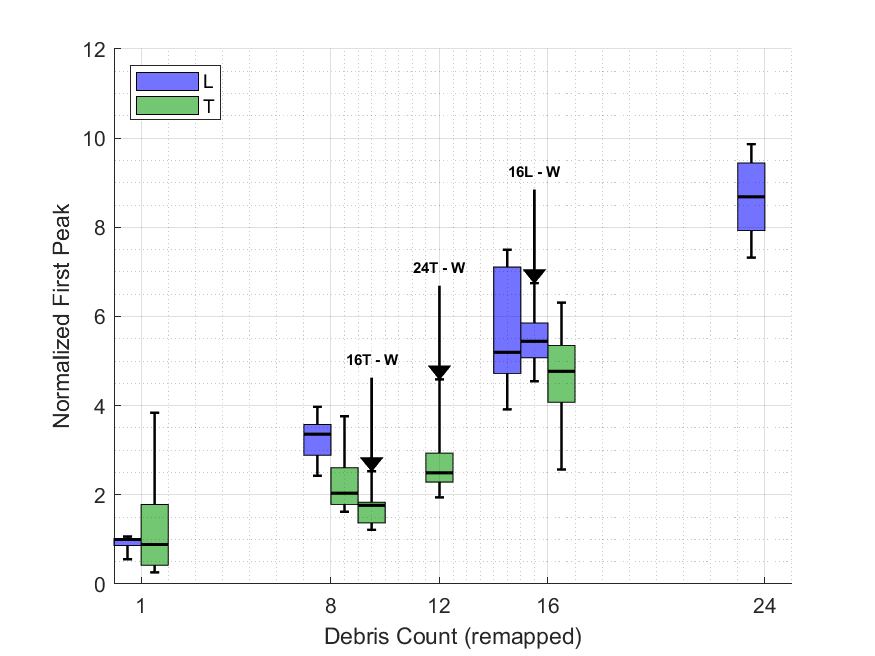 12
10
8
6
4
2
0
Normalized First Peak
L
T
16T - W
24T - W
16L - W
1
8
12
16
24
Debris Count (remapped)